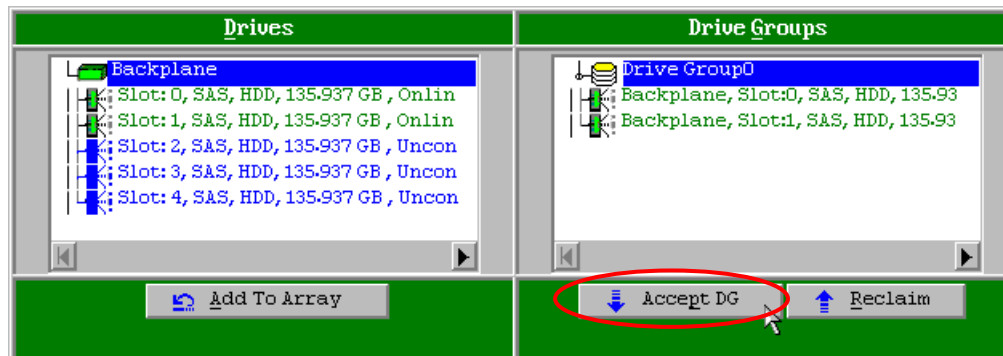 Drives
Backplane
Slot: 0, SAS, HDD, 135.937 GB , Onlin
Slot: 1, SAS, HDD, 135.937 GB , Onlin
Slot: 2, SAS, HDD, 135.937 GB , Uncon
Slot: 3, SAS, HDD, 135.937 GB , Uncon
Slot: 4, SAS, HDD, 135.937 GB , Uncon
Add To Array
Drive Groups
Drive Group0
Backplane, Slot:0, SAS, HDD, 135.93
Backplane, Slot:1, SAS, HDD, 135.93
Accept DG
Reclaim